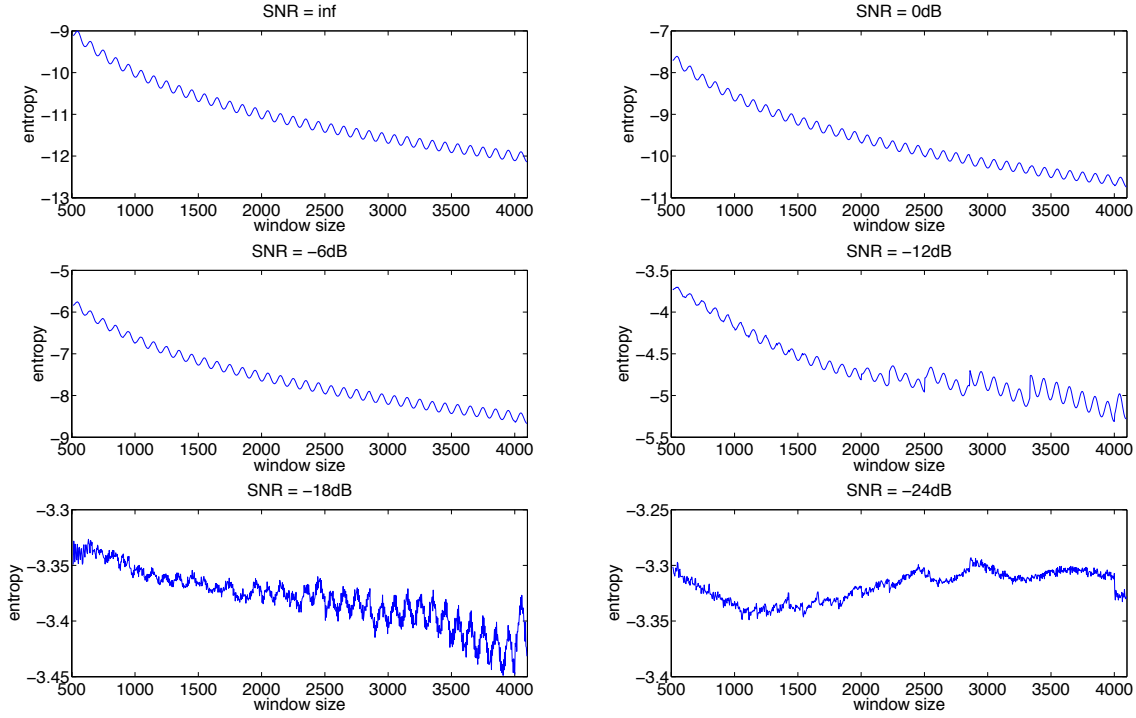 SNR = inf
−9
−10
−11
−12
−13
entropy
500 1000 1500 2000 2500 3000 3500 4000
window size
SNR = 0dB
−7
−8
−9
−10
−11
entropy
500 1000 1500 2000 2500 3000 3500 4000
window size
SNR = −6dB
−5
−6
−7
−8
−9
entropy
500 1000 1500 2000 2500 3000 3500 4000
window size
SNR = −12dB
−3.5
−4
−4.5
−5
−5.5
entropy
500 1000 1500 2000 2500 3000 3500 4000
window size
SNR = −18dB
−3.3
−3.35
−3.4
−3.45
entropy
500 1000 1500 2000 2500 3000 3500 4000
window size
SNR = −24dB
−3.25
−3.3
−3.35
−3.4
entropy
500 1000 1500 2000 2500 3000 3500 4000
window size